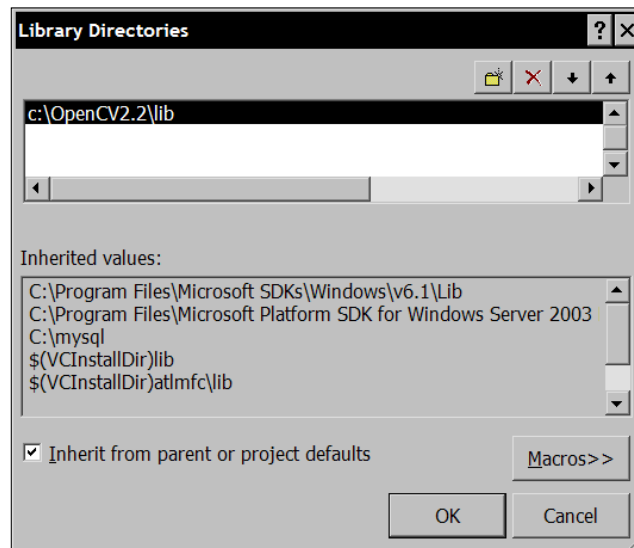 Library Directories
c:\OpenCV2.2\lib
Inherited values:
C:\Program Files\Microsoft SDKs\Windows\v6.1\Lib
C:\Program Files\Microsoft Platform SDK for Windows Server 2003
C:\mysql
$(VCInstallDir)lib
$(VCInstallDir)atlmfc\lib
Inherit from parent or project defaults
Macros>>
OK Cancel